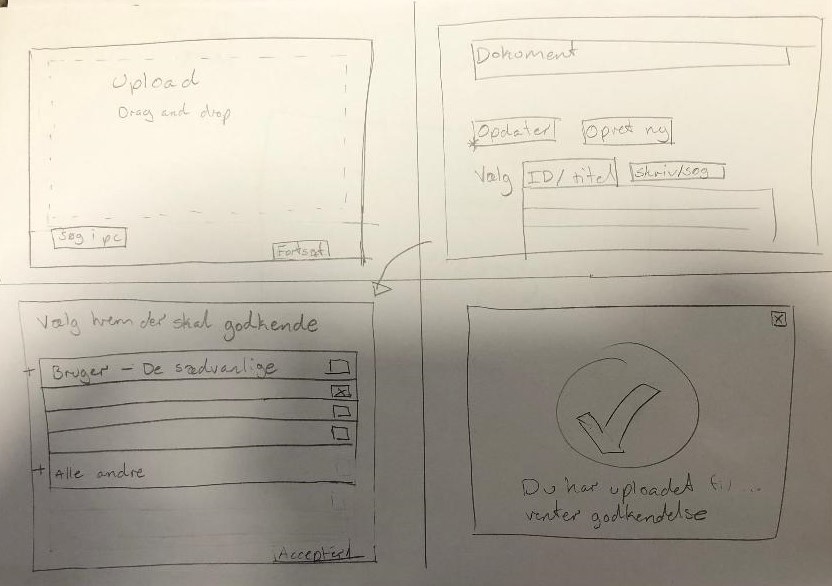 Upload
Drag and drop
Søg i pc
Fortsæt
Dokument
Opdater
Opret ny
*
Vælg
ID/titel
skriv/søg
Vælg hvem der skal godkende
+ Bruger - De sædvanlige
+ Alle andre
Accepter
Du har uploadet fil ...
venter godkendelse